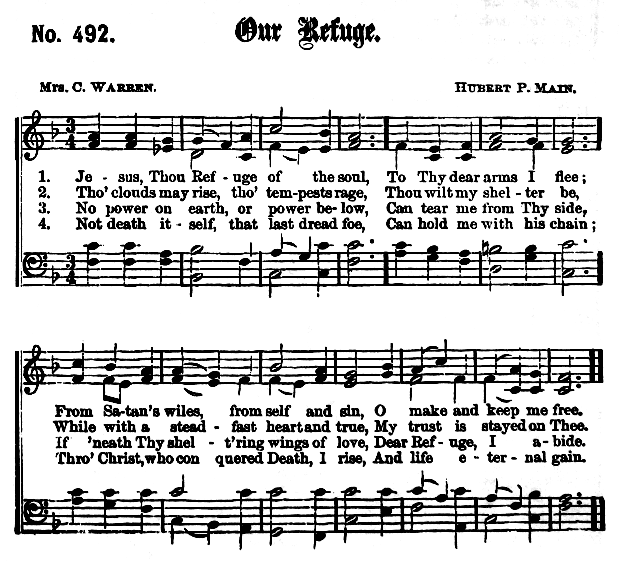 No. 492.
Our Refuge.
Mrs. C. Warren.
Hubert P. Main.
1. Je - sus, Thou Ref - uge of the soul, To Thy dear arms I flee;
2. Tho' clouds may rise, tho' tem-pests rage, Thou wilt my shel - ter be,
3. No power on earth, or power be-low, Can tear me from Thy side,
4. Not death it - self, that last dread foe, Can hold me with his chain;
From Sa-tan's wiles, from self and sin, O make and keep me free.
While with a stead - fast heart and true, My trust is stayed on Thee.
If 'neath Thy shel - t'ring wings of love, Dear Ref - uge, I a - bide.
Thro' Christ, who con quered Death, I rise, And life e - ter - nal gain.